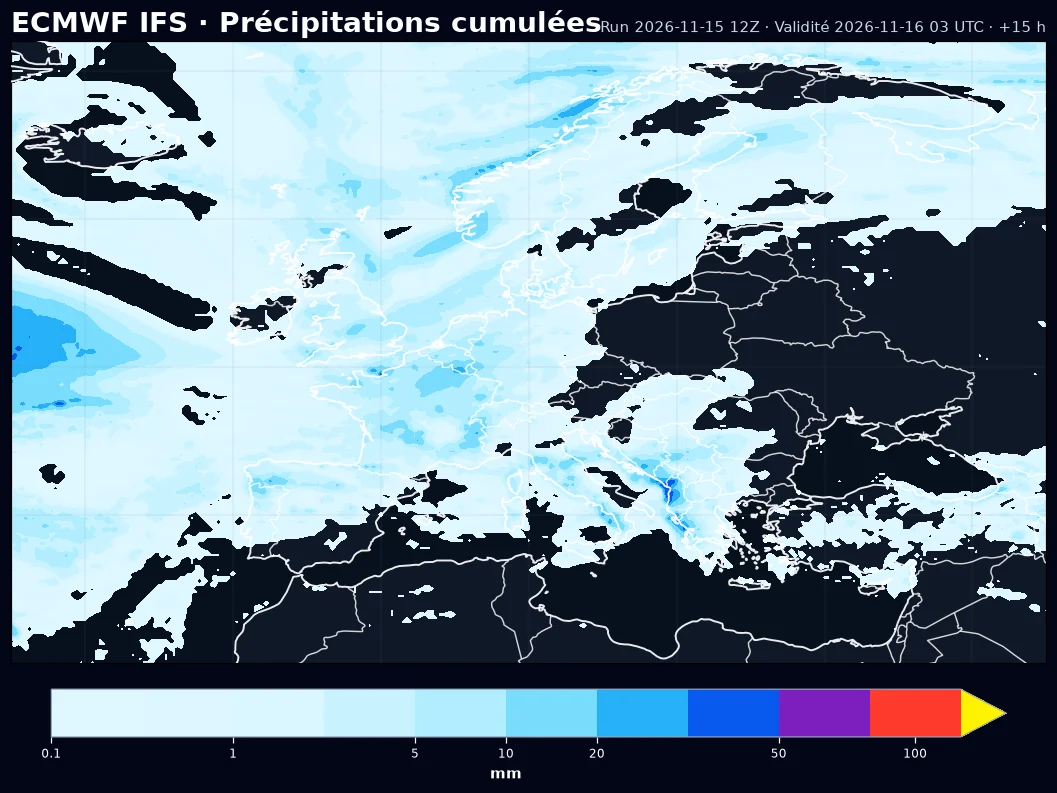 ECMWF IFS · Précipitations cumulées Run 2026-11-15 12Z · Validité 2026-11-16 03 UTC · +15 h
0.1 1 5 10 20 50 100
mm